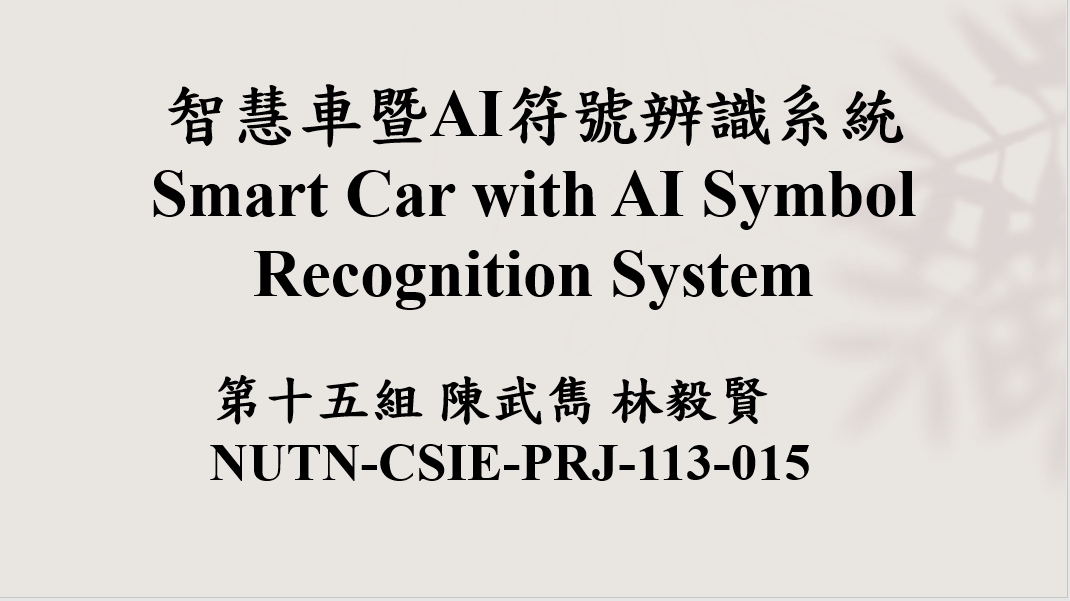 智慧車暨AI符號辨識系統
Smart Car with AI Symbol
Recognition System
第十五組 陳武雋 林毅賢
NUTN-CSIE-PRJ-113-015